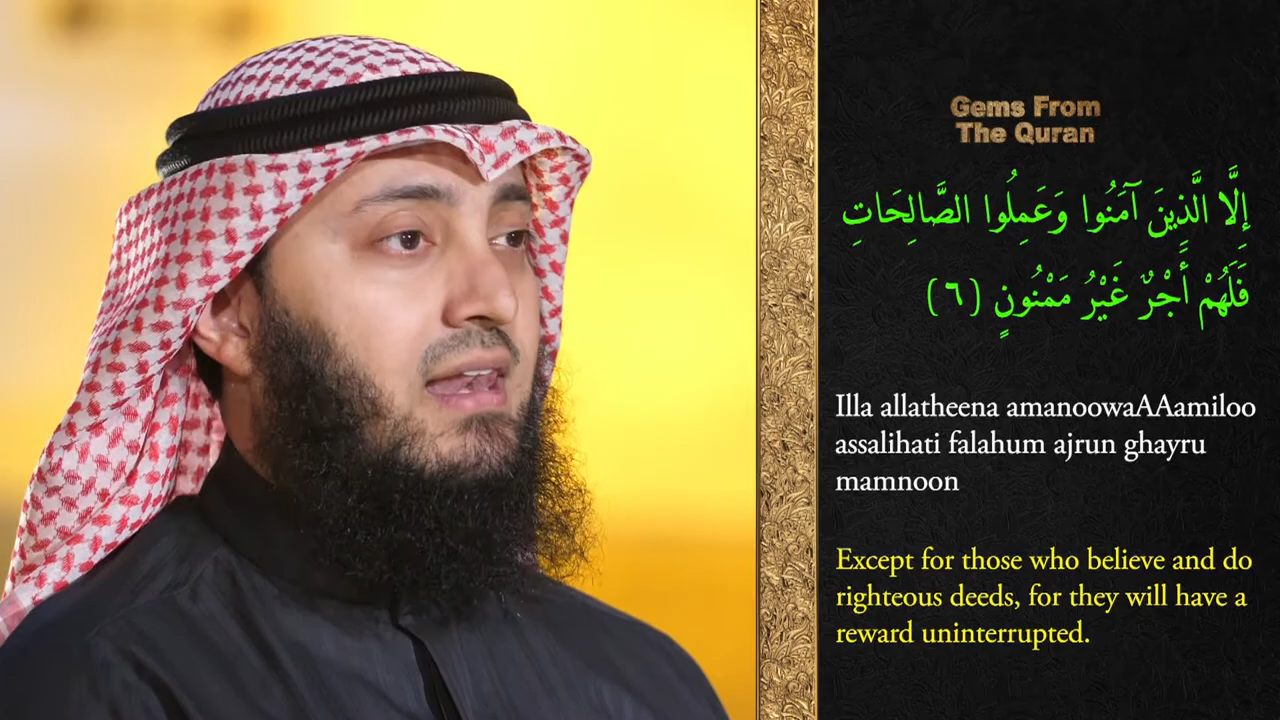 Gems From
The Quran
إِلَّا الَّذِينَ آمَنُوا وَعَمِلُوا الصَّالِحَاتِ
فَلَهُمْ أَجْرٌ غَيْرُ مَمْنُونٍ (٦)
Illa allatheena amanoowaAAamiloo
assalihati falahum ajrun ghayru
mamnoon
Except for those who believe and do
righteous deeds, for they will have a
reward uninterrupted.